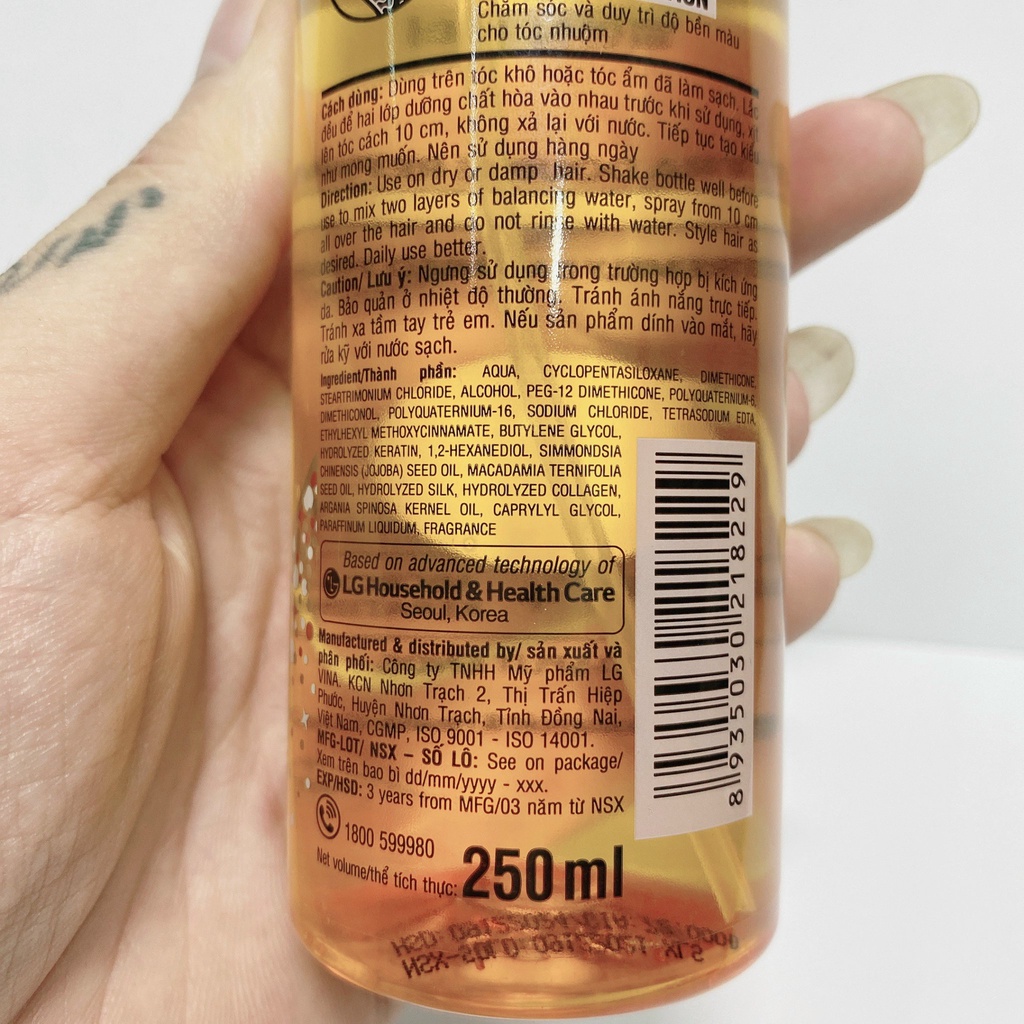 Chăm sóc và duy trì độ bền màu
cho tóc nhuộm
Cách dùng: Dùng trên tóc khô hoặc tóc ẩm đã làm sạch. Lắc
đều để hai lớp dưỡng chất hòa vào nhau trước khi sử dụng, xịt
lên tóc cách 10 cm, không xả lại với nước. Tiếp tục tạo kiểu
như mong muốn. Nên sử dụng hàng ngày
Direction: Use on dry or damp hair. Shake bottle well before
use to mix two layers of balancing water, spray from 10 cm
all over the hair and do not rinse with water. Style hair as
desired. Daily use better.
Caution/ Lưu ý: Ngưng sử dụng trong trường hợp bị kích ứng
da. Bảo quản ở nhiệt độ thường. Tránh ánh nắng trực tiếp.
Tránh xa tầm tay trẻ em. Nếu sản phẩm dính vào mắt, hãy
rửa kỹ với nước sạch.
Ingredient/Thành phần: AQUA, CYCLOPENTASILOXANE, DIMETHICONE,
STEARTRIMONIUM CHLORIDE, ALCOHOL, PEG-12 DIMETHICONE, POLYQUATERNIUM-6,
DIMETHICONOL, POLYQUATERNIUM-16, SODIUM CHLORIDE, TETRASODIUM EDTA,
ETHYLHEXYL METHOXYCINNAMATE, BUTYLENE GLYCOL,
HYDROLYZED KERATIN, 1,2-HEXANEDIOL, SIMMONDSIA
CHINENSIS (JOJOBA) SEED OIL, MACADAMIA TERNIFOLIA
SEED OIL, HYDROLYZED SILK, HYDROLYZED COLLAGEN,
ARGANIA SPINOSA KERNEL OIL, CAPRYLYL GLYCOL,
PARAFFINUM LIQUIDUM, FRAGRANCE
Based on advanced technology of
LG Household & Health Care
Seoul, Korea
Manufactured & distributed by/ sản xuất và
phân phối: Công ty TNHH Mỹ phẩm LG
VINA. KCN Nhơn Trạch 2, Thị Trấn Hiệp
Phước, Huyện Nhơn Trạch, Tỉnh Đồng Nai,
Việt Nam, CGMP, ISO 9001 - ISO 14001.
MFG-LOT/ NSX – SỐ LÔ: See on package/
Xem trên bao bì dd/mm/yyyy - xxx.
EXP/HSD: 3 years from MFG/03 năm từ NSX
1800 599980
Net volume/thể tích thực: 250 ml
8 935030 218229